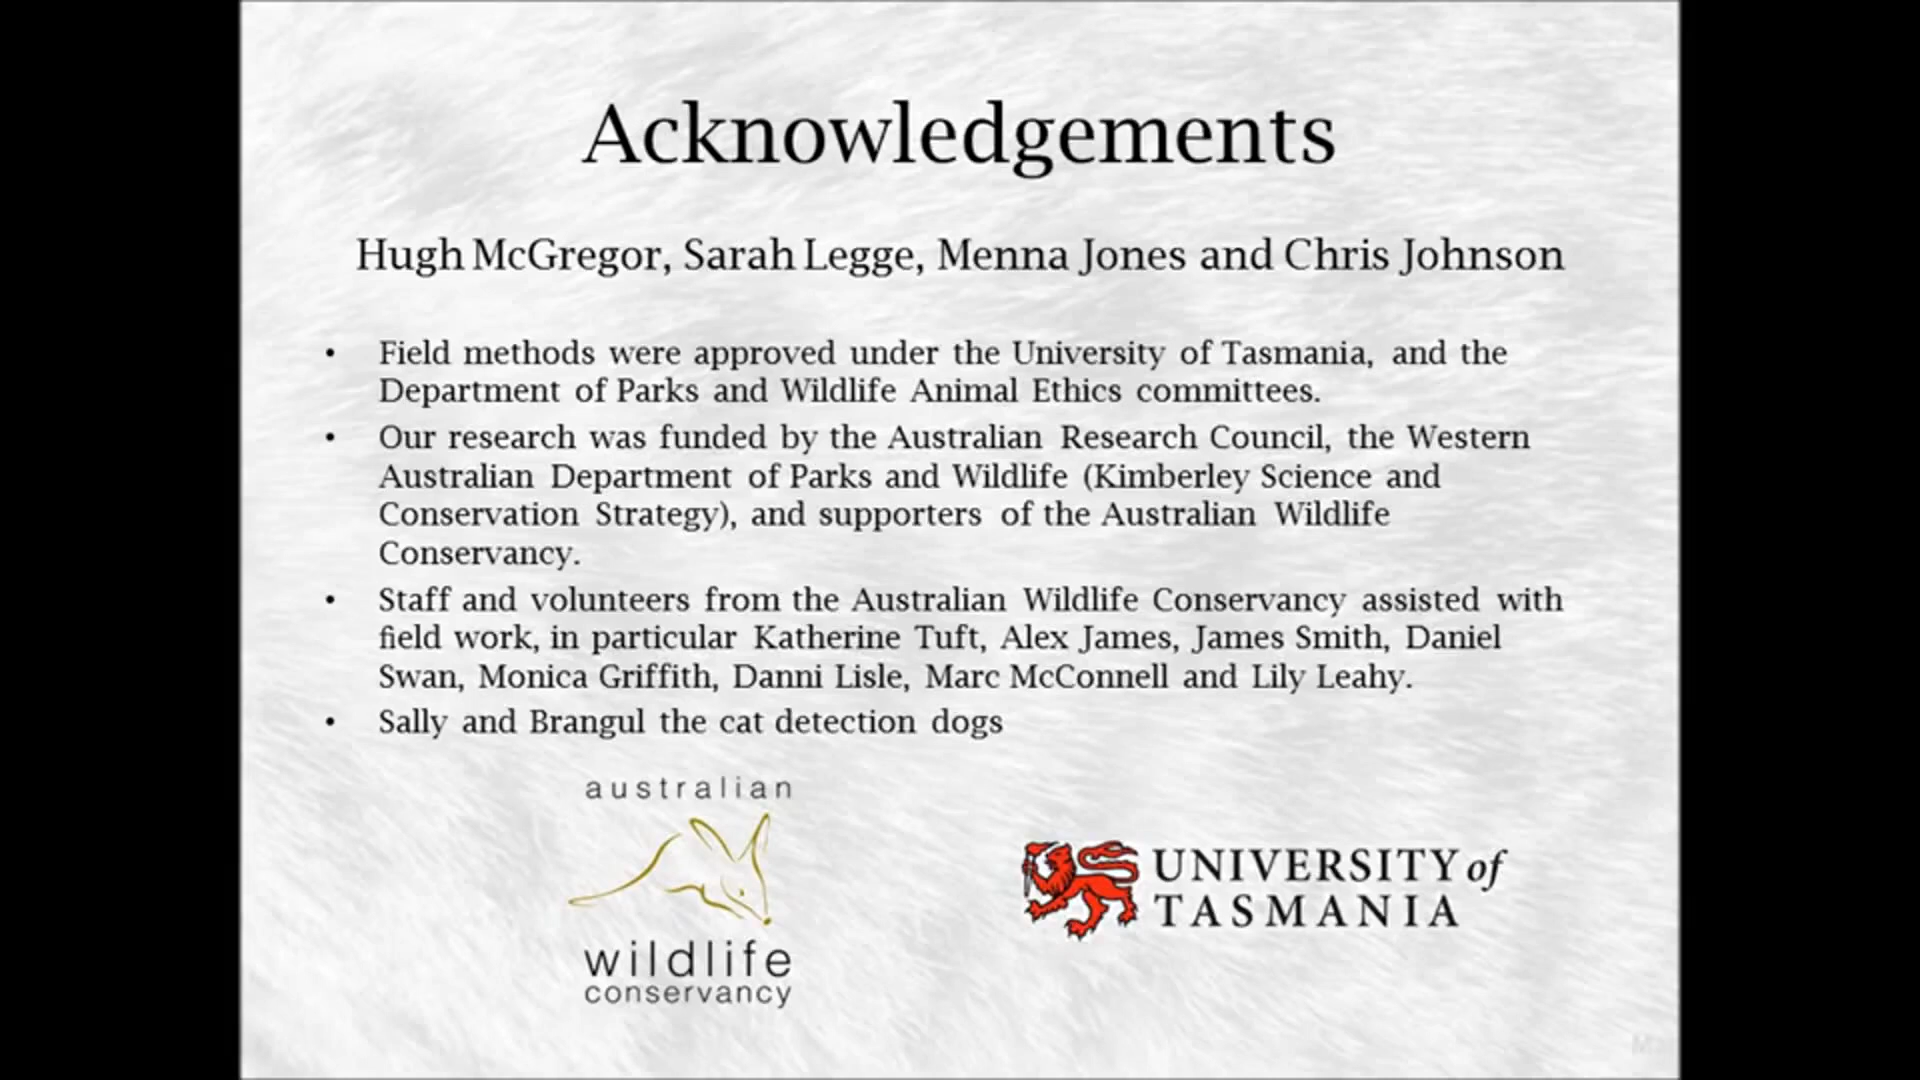 Acknowledgements
Hugh McGregor, Sarah Legge, Menna Jones and Chris Johnson
• Field methods were approved under the University of Tasmania, and the
Department of Parks and Wildlife Animal Ethics committees.
• Our research was funded by the Australian Research Council, the Western
Australian Department of Parks and Wildlife (Kimberley Science and
Conservation Strategy), and supporters of the Australian Wildlife
Conservancy.
• Staff and volunteers from the Australian Wildlife Conservancy assisted with
field work, in particular Katherine Tuft, Alex James, James Smith, Daniel
Swan, Monica Griffith, Danni Lisle, Marc McConnell and Lily Leahy.
• Sally and Brangul the cat detection dogs
australian
wildlife
conservancy
UNIVERSITY of
TASMANIA